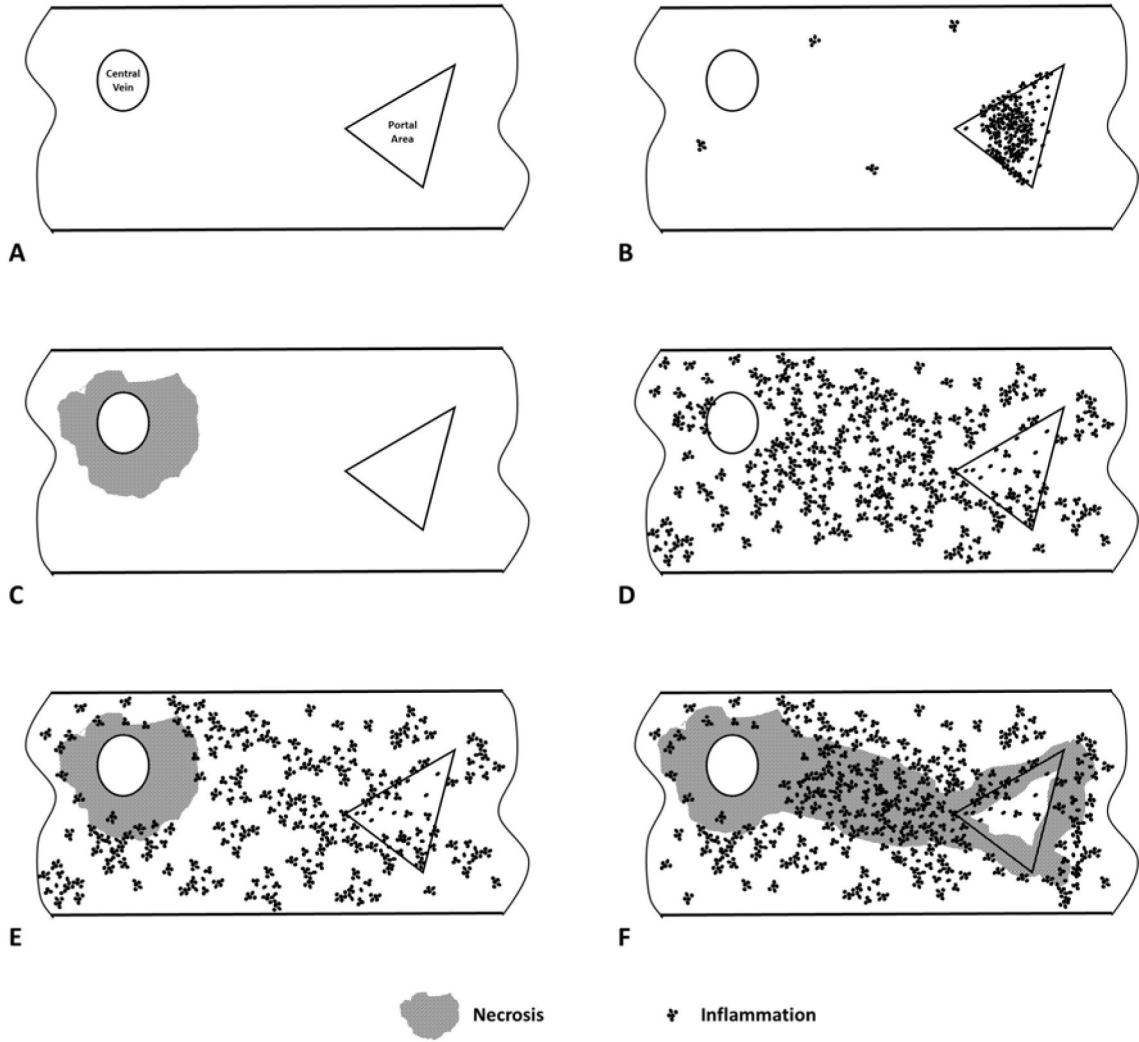 Central
Vein
Portal
Area
A
B
C
D
E
F
Necrosis
Inflammation